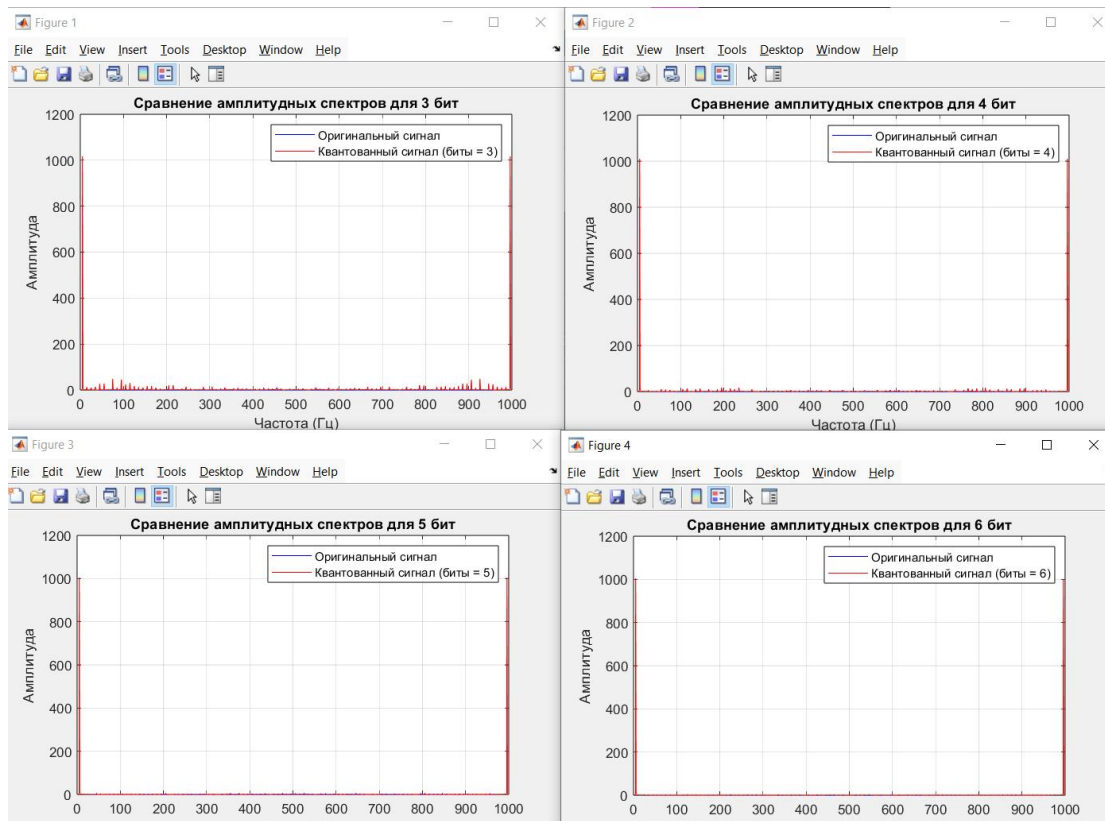 Figure 1
File Edit View Insert Tools Desktop Window Help
Сравнение амплитудных спектров для 3 бит
Оригинальный сигнал
Квантованный сигнал (биты = 3)
Амплитуда
1200
1000
800
600
400
200
0
0 100 200 300 400 500 600 700 800 900 1000
Частота (Гц)
Figure 2
File Edit View Insert Tools Desktop Window Help
Сравнение амплитудных спектров для 4 бит
Оригинальный сигнал
Квантованный сигнал (биты = 4)
Амплитуда
1200
1000
800
600
400
200
0
0 100 200 300 400 500 600 700 800 900 1000
Частота (Гц)
Figure 3
File Edit View Insert Tools Desktop Window Help
Сравнение амплитудных спектров для 5 бит
Оригинальный сигнал
Квантованный сигнал (биты = 5)
Амплитуда
1200
1000
800
600
400
200
0
0 100 200 300 400 500 600 700 800 900 1000
Figure 4
File Edit View Insert Tools Desktop Window Help
Сравнение амплитудных спектров для 6 бит
Оригинальный сигнал
Квантованный сигнал (биты = 6)
Амплитуда
1200
1000
800
600
400
200
0
0 100 200 300 400 500 600 700 800 900 1000